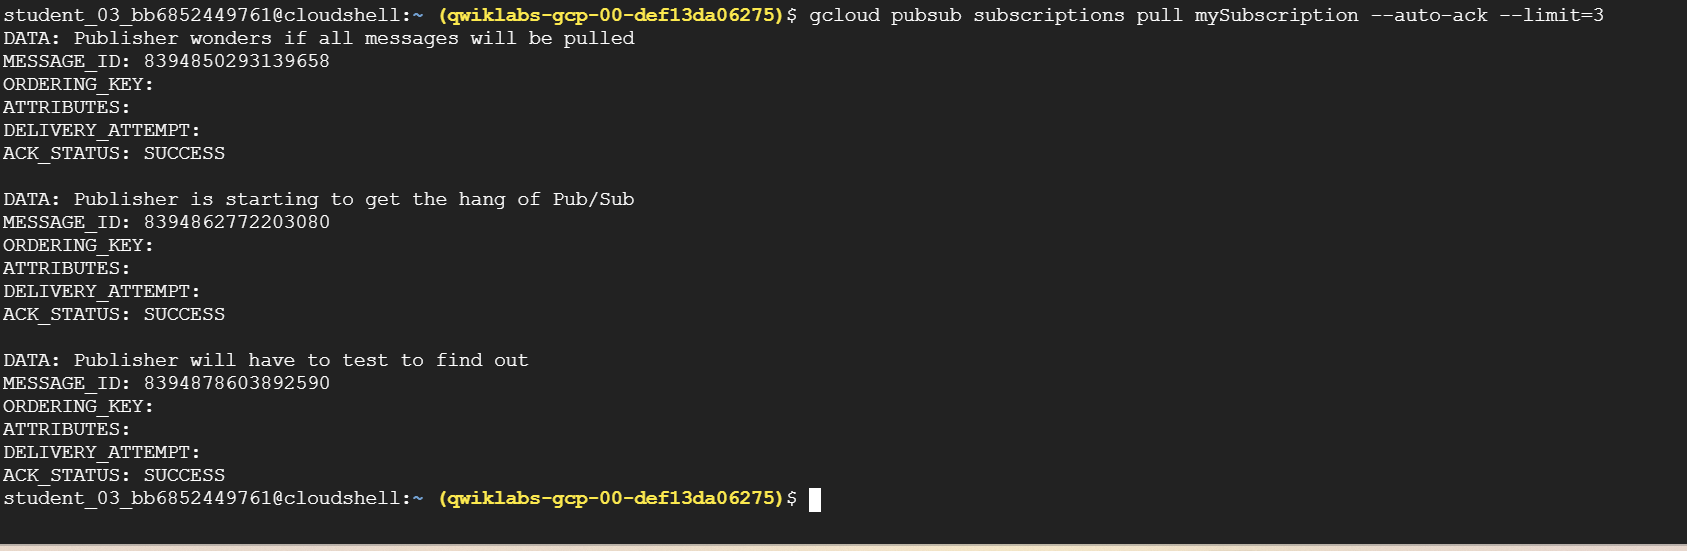 student_03_bb6852449761@cloudshell:~ (qwiklabs-gcp-00-def13da06275)$ gcloud pubsub subscriptions pull mySubscription --auto-ack --limit=3
DATA: Publisher wonders if all messages will be pulled
MESSAGE_ID: 8394850293139658
ORDERING_KEY:
ATTRIBUTES:
DELIVERY_ATTEMPT:
ACK_STATUS: SUCCESS
DATA: Publisher is starting to get the hang of Pub/Sub
MESSAGE_ID: 8394862772203080
ORDERING_KEY:
ATTRIBUTES:
DELIVERY_ATTEMPT:
ACK_STATUS: SUCCESS
DATA: Publisher will have to test to find out
MESSAGE_ID: 8394878603892590
ORDERING_KEY:
ATTRIBUTES:
DELIVERY_ATTEMPT:
ACK_STATUS: SUCCESS
student_03_bb6852449761@cloudshell:~ (qwiklabs-gcp-00-def13da06275)$